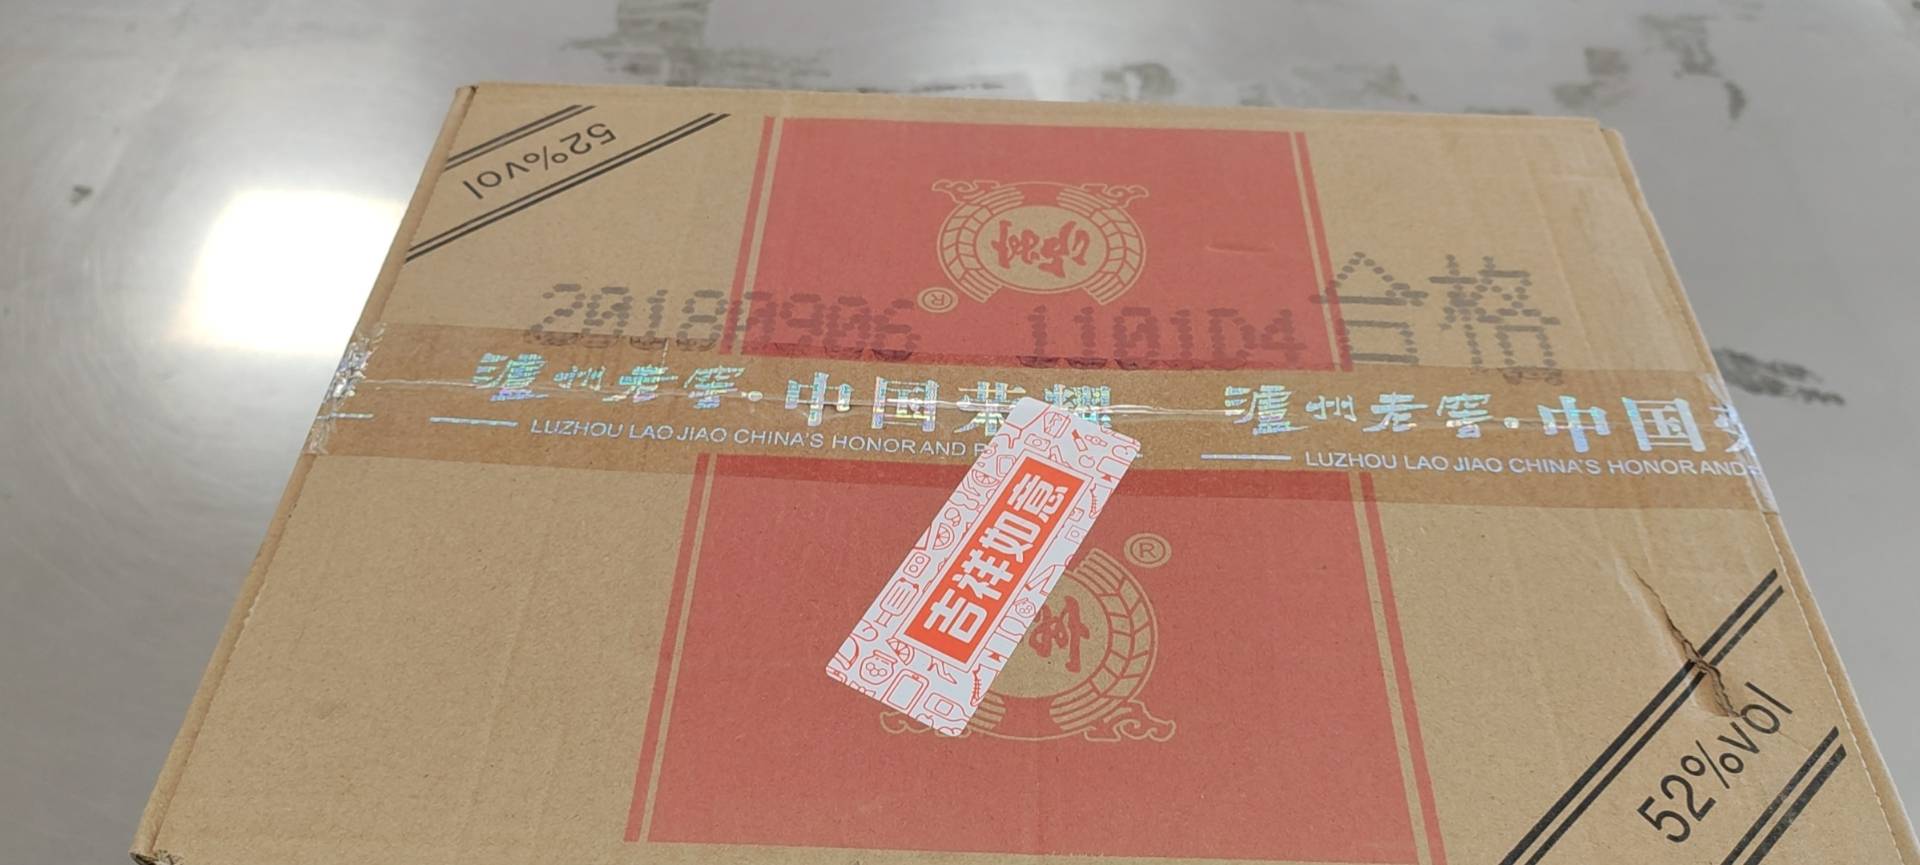 52%vol
®
20180906 110101D4 合格
泸州老窖·中国荣耀 泸州老窖·中国
LUZHOU LAO JIAO CHINA'S HONOR AND LUZHOU LAO JIAO CHINA'S HONOR AND
吉祥如意
®
52%vol